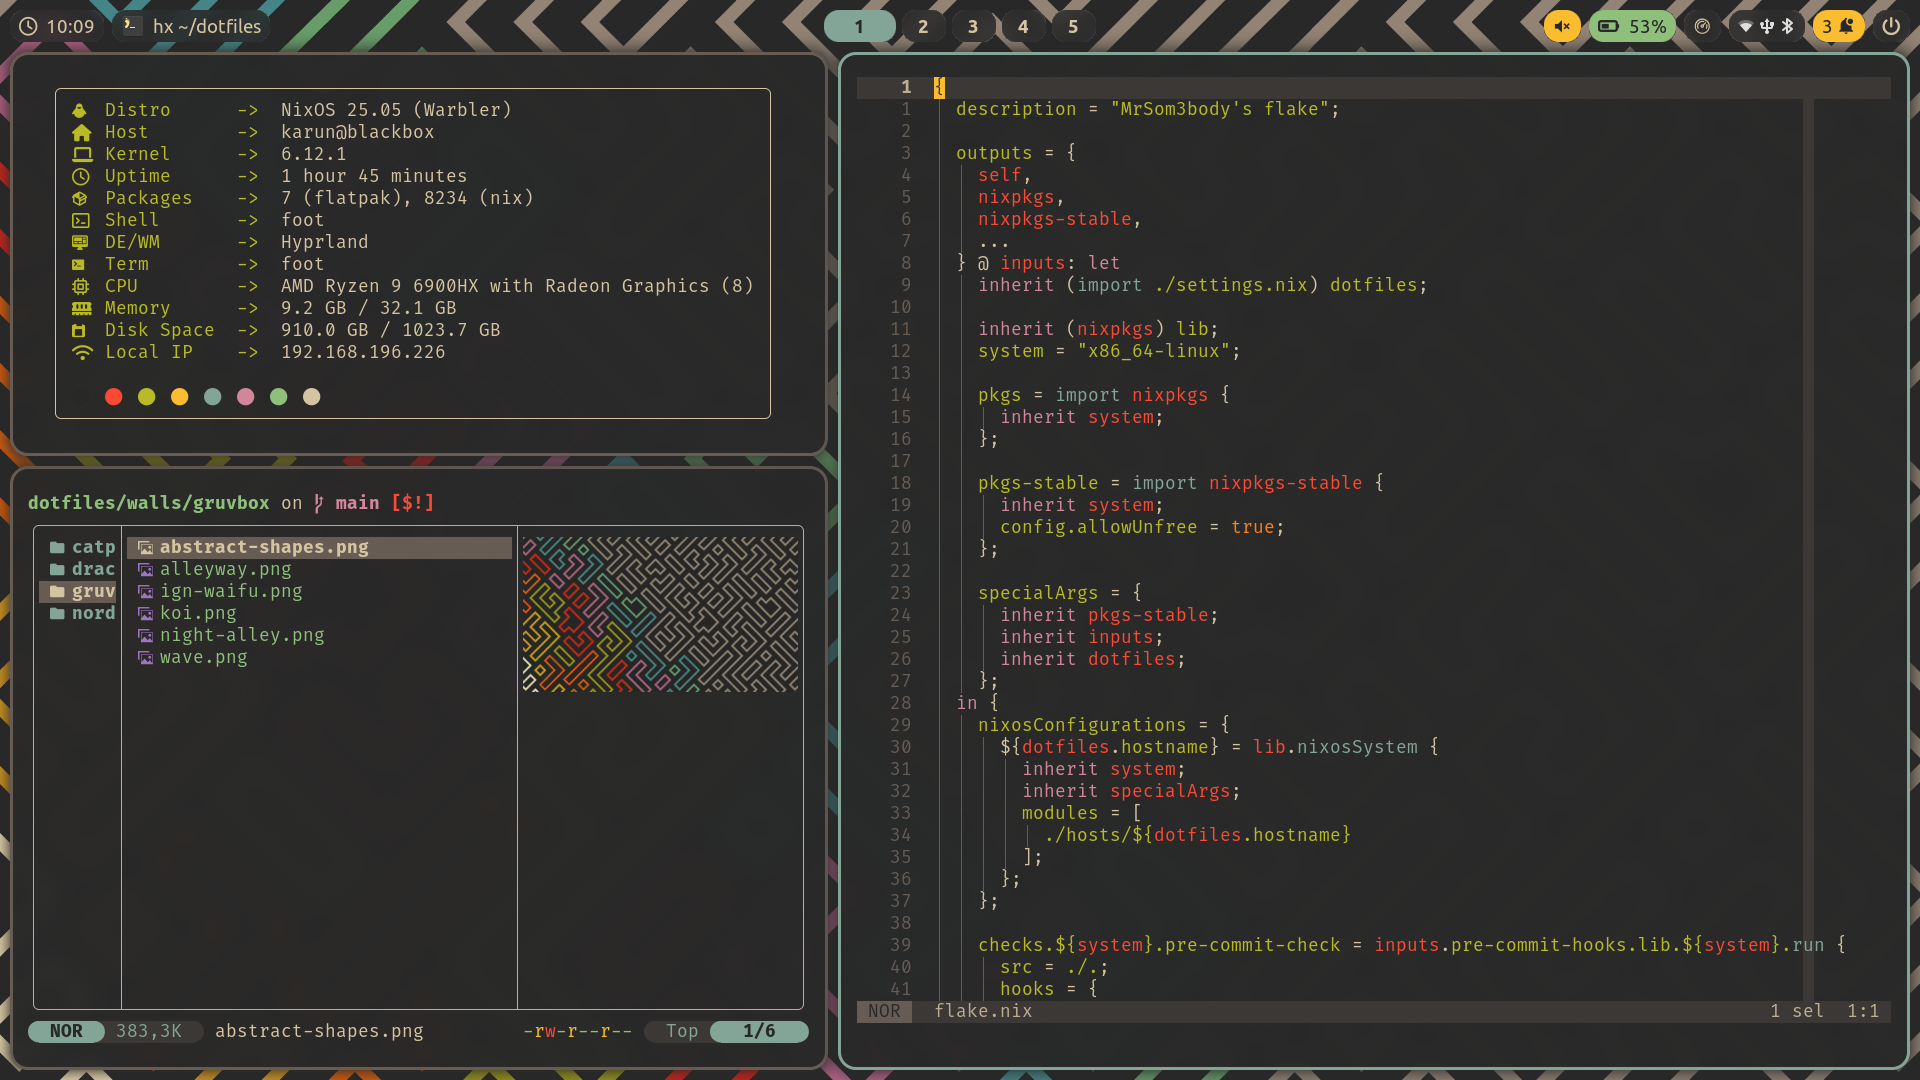 10:09 hx ~/dotfiles 1 2 3 4 5 53% 3
Distro -> NixOS 25.05 (Warbler)
Host -> karun@blackbox
Kernel -> 6.12.1
Uptime -> 1 hour 45 minutes
Packages -> 7 (flatpak), 8234 (nix)
Shell -> foot
DE/WM -> Hyprland
Term -> foot
CPU -> AMD Ryzen 9 6900HX with Radeon Graphics (8)
Memory -> 9.2 GB / 32.1 GB
Disk Space -> 910.0 GB / 1023.7 GB
Local IP -> 192.168.196.226
dotfiles/walls/gruvbox on main [$!]
catp abstract-shapes.png
drac alleyway.png
gruv ign-waifu.png
nord koi.png
night-alley.png
wave.png
NOR 383,3K abstract-shapes.png -rw-r--r-- Top 1/6
1 {
1 description = "MrSom3body's flake";
2
3 outputs = {
4 self,
5 nixpkgs,
6 nixpkgs-stable,
7 ...
8 } @ inputs: let
9 inherit (import ./settings.nix) dotfiles;
10
11 inherit (nixpkgs) lib;
12 system = "x86_64-linux";
13
14 pkgs = import nixpkgs {
15 inherit system;
16 };
17
18 pkgs-stable = import nixpkgs-stable {
19 inherit system;
20 config.allowUnfree = true;
21 };
22
23 specialArgs = {
24 inherit pkgs-stable;
25 inherit inputs;
26 inherit dotfiles;
27 };
28 in {
29 nixosConfigurations = {
30 ${dotfiles.hostname} = lib.nixosSystem {
31 inherit system;
32 inherit specialArgs;
33 modules = [
34 ./hosts/${dotfiles.hostname}
35 ];
36 };
37 };
38
39 checks.${system}.pre-commit-check = inputs.pre-commit-hooks.lib.${system}.run {
40 src = ./.;
41 hooks = {
NOR flake.nix 1 sel 1:1